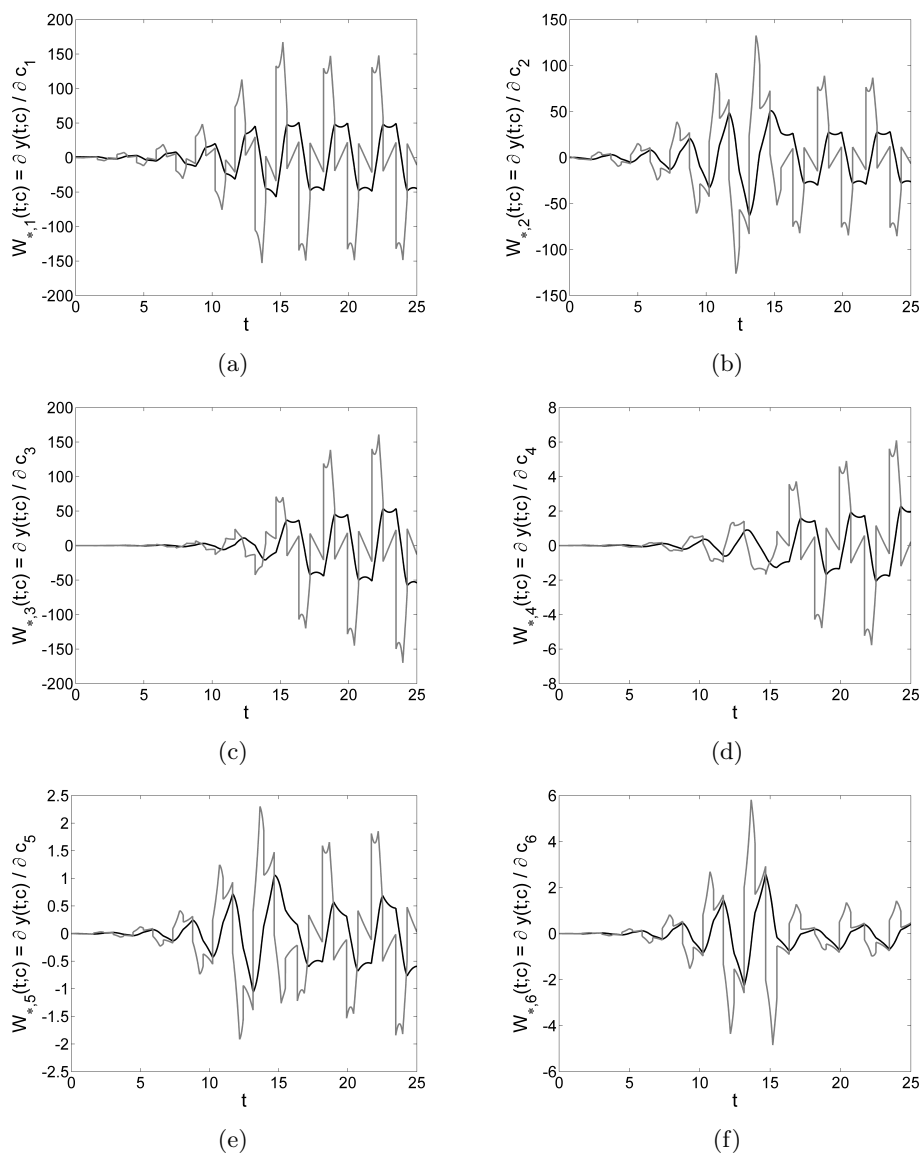 W*,1(t;c) = ∂ y(t;c) / ∂ c1
200
150
100
50
0
-50
-100
-150
-200
0 5 10 15 20 25
t
(a)
W*,2(t;c) = ∂ y(t;c) / ∂ c2
150
100
50
0
-50
-100
-150
0 5 10 15 20 25
t
(b)
W*,3(t;c) = ∂ y(t;c) / ∂ c3
200
150
100
50
0
-50
-100
-150
-200
0 5 10 15 20 25
t
(c)
W*,4(t;c) = ∂ y(t;c) / ∂ c4
8
6
4
2
0
-2
-4
-6
-8
0 5 10 15 20 25
t
(d)
W*,5(t;c) = ∂ y(t;c) / ∂ c5
2.5
2
1.5
1
0.5
0
-0.5
-1
-1.5
-2
-2.5
0 5 10 15 20 25
t
(e)
W*,6(t;c) = ∂ y(t;c) / ∂ c6
6
4
2
0
-2
-4
-6
0 5 10 15 20 25
t
(f)